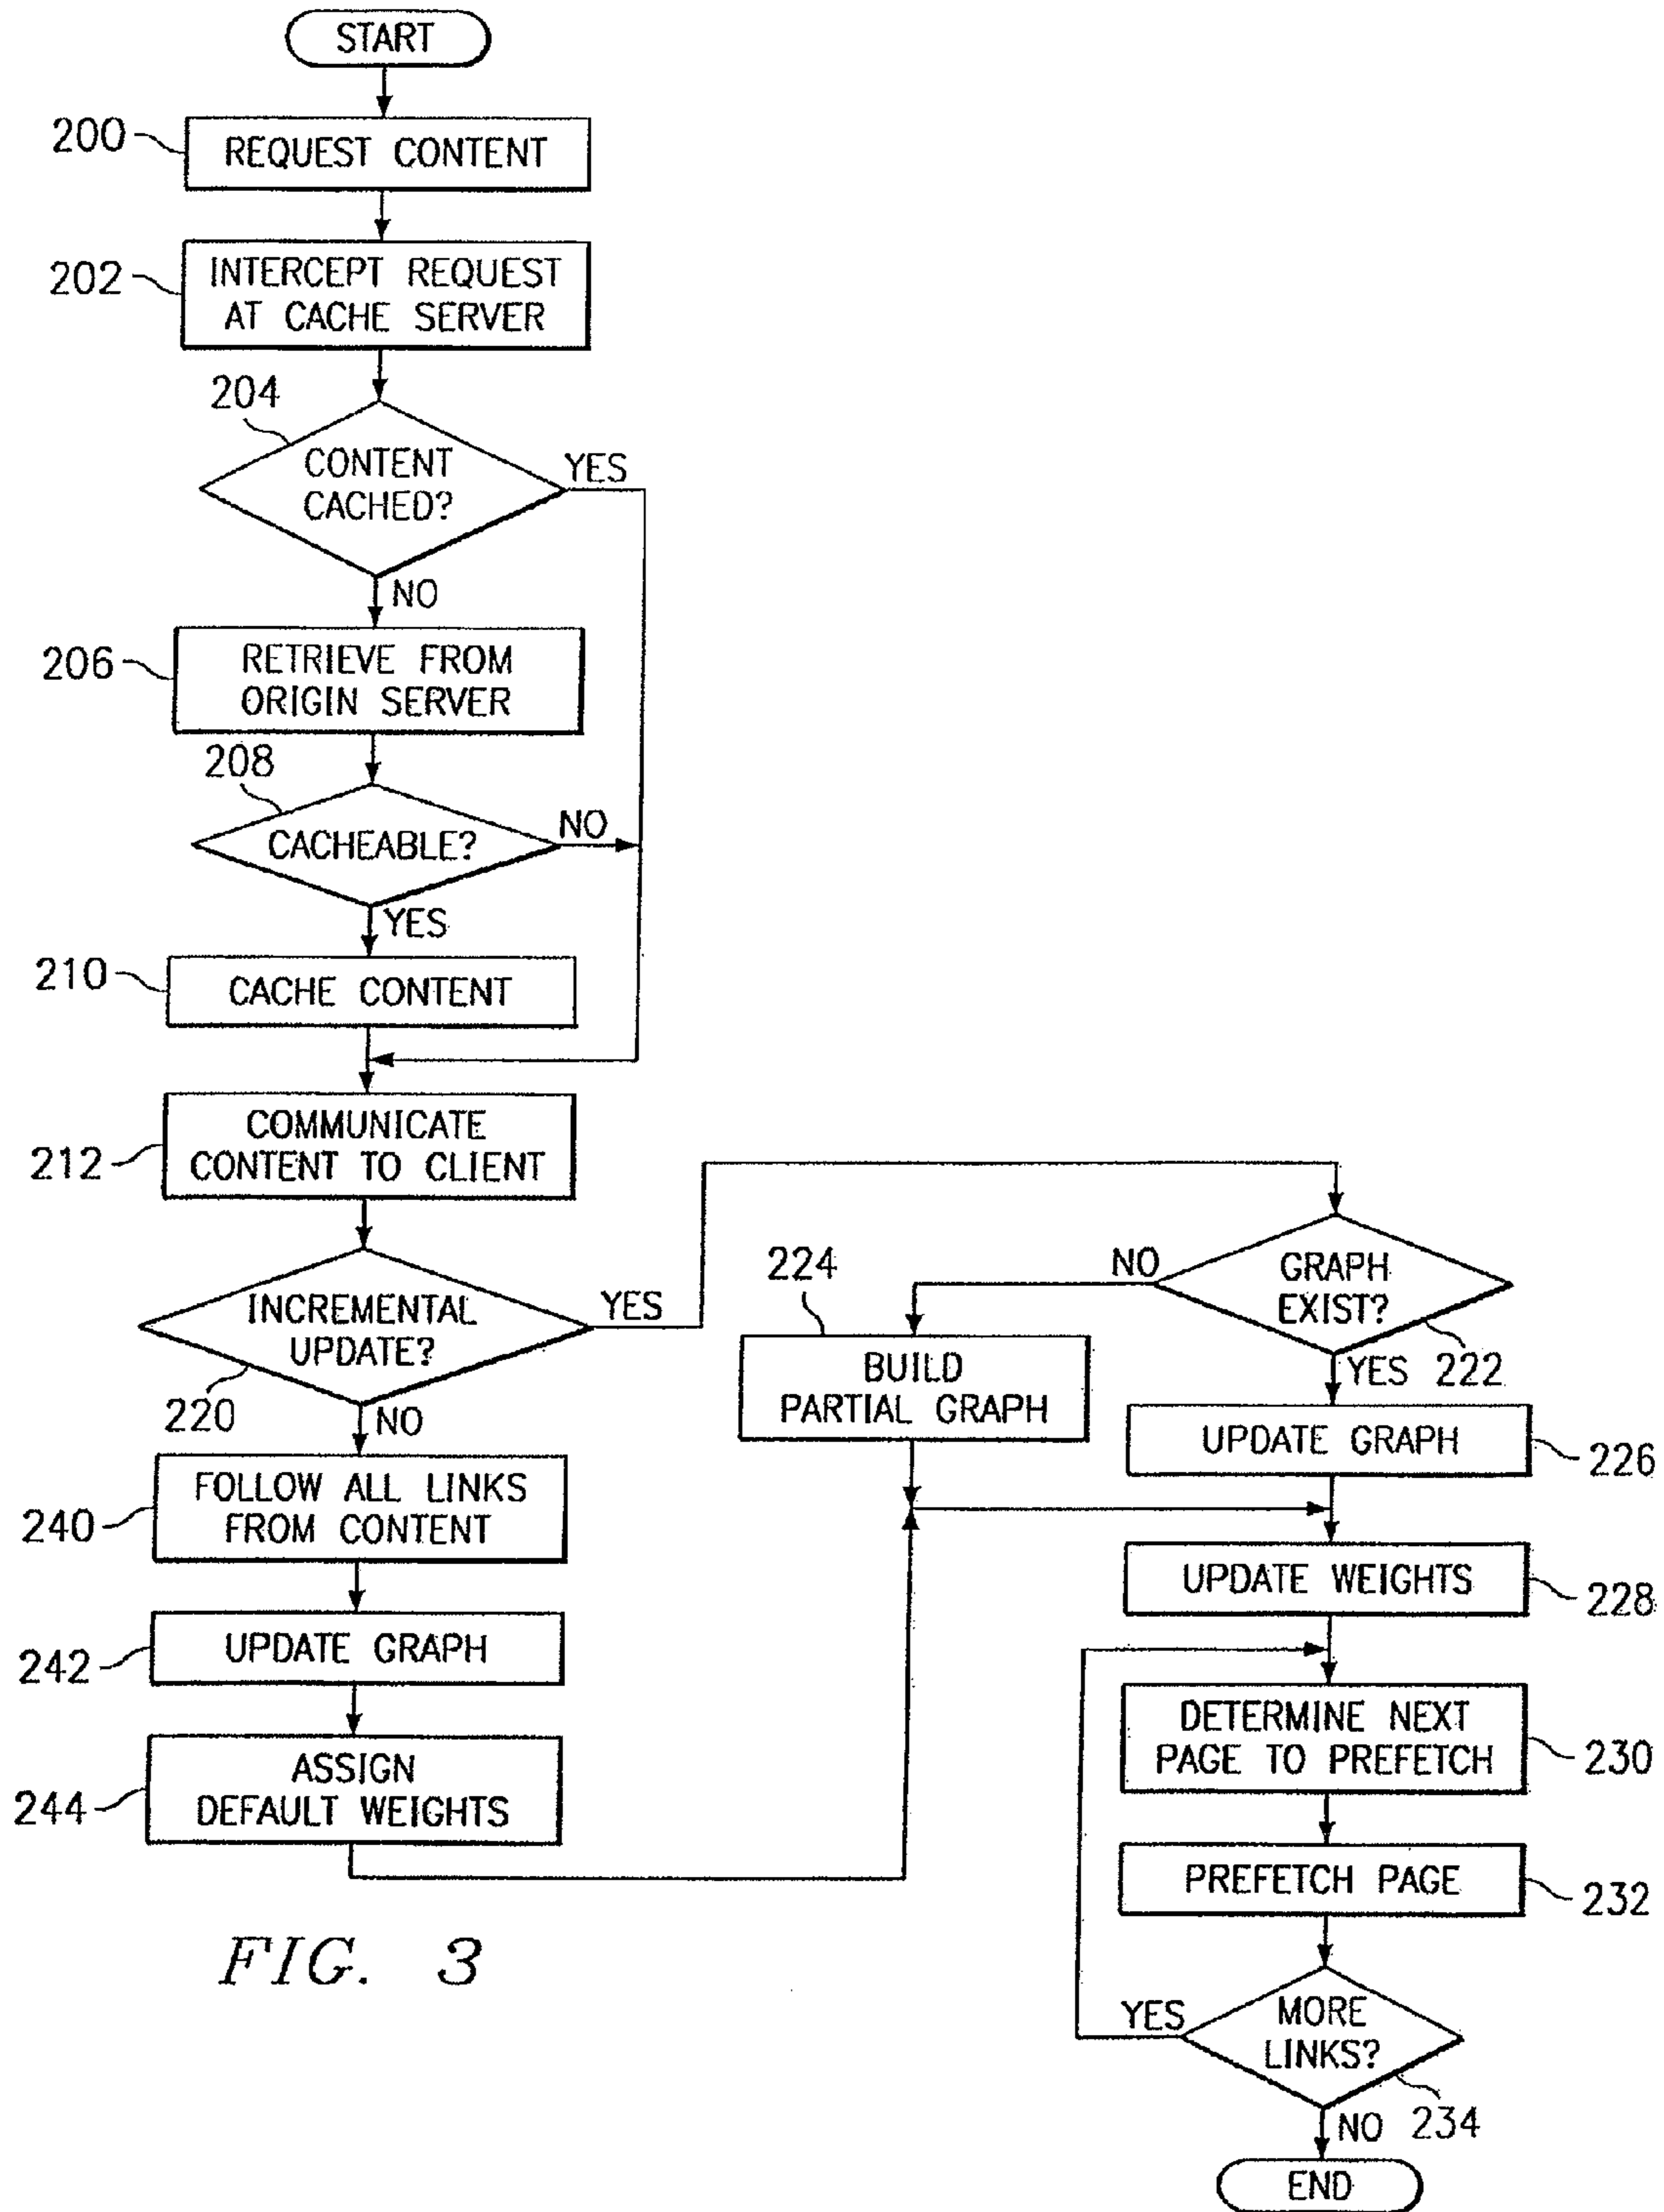 START
200
REQUEST CONTENT
202
INTERCEPT REQUEST
AT CACHE SERVER
204
CONTENT
CACHED?
YES
NO
206
RETRIEVE FROM
ORIGIN SERVER
208
CACHEABLE?
NO
YES
210
CACHE CONTENT
212
COMMUNICATE
CONTENT TO CLIENT
INCREMENTAL
UPDATE?
YES
220
NO
240
FOLLOW ALL LINKS
FROM CONTENT
242
UPDATE GRAPH
244
ASSIGN
DEFAULT WEIGHTS
GRAPH
EXIST?
NO
YES
222
224
BUILD
PARTIAL GRAPH
UPDATE GRAPH
226
UPDATE WEIGHTS
228
DETERMINE NEXT
PAGE TO PREFETCH
230
PREFETCH PAGE
232
MORE
LINKS?
YES
234
NO
END
FIG. 3